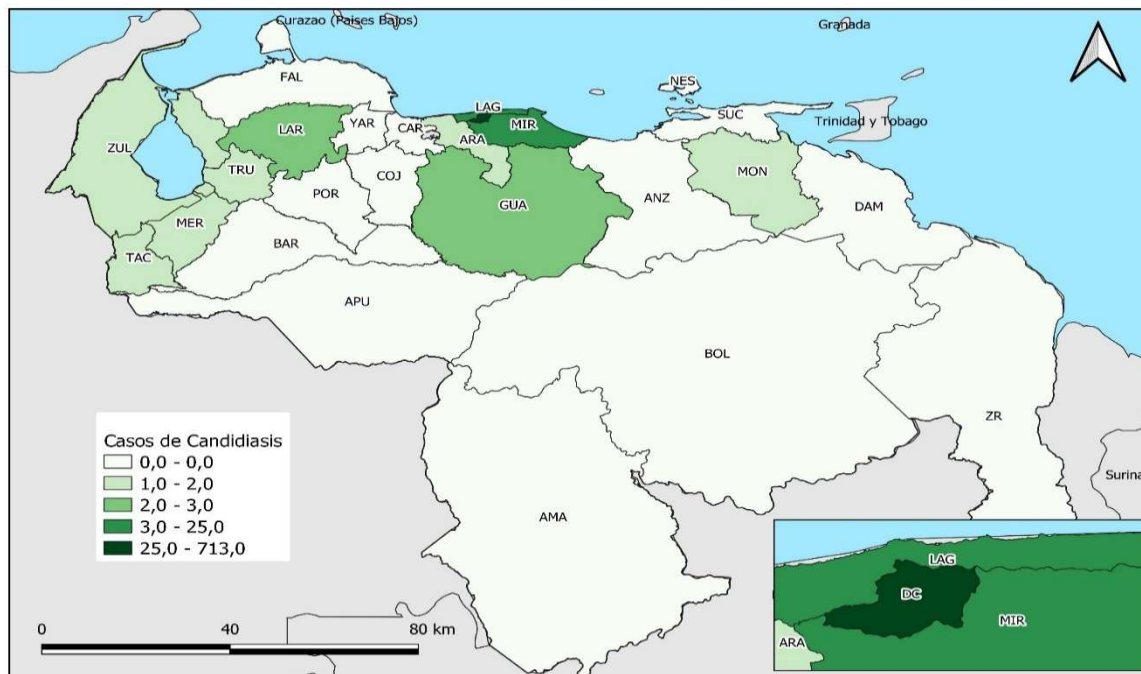 Curazao (Paises Bajos)
Granada
FAL
NES
LAG
SUC
LAR
YAR
CAR
MIR
Trinidad y Tobago
ZUL
ARA
TRU
COJ
MON
POR
ANZ
GUA
DAM
MER
BAR
TAC
APU
BOL
ZR
AMA
Surina
Casos de Candidiasis
0,0 - 0,0
1,0 - 2,0
2,0 - 3,0
3,0 - 25,0
25,0 - 713,0
0 40 80 km
LAG
DC
MIR
ARA